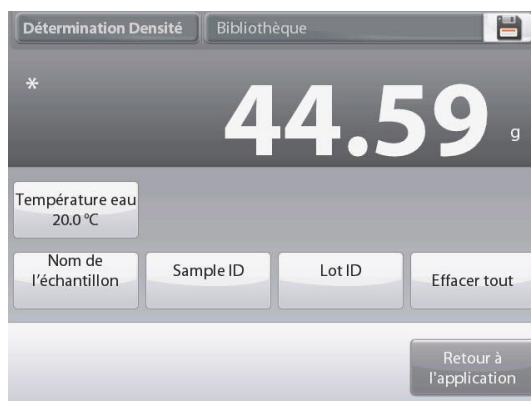 Détermination Densité Bibliothèque
* 44.59 g
Température eau
20.0 °C
Nom de
l'échantillon
Sample ID
Lot ID
Effacer tout
Retour à
l'application